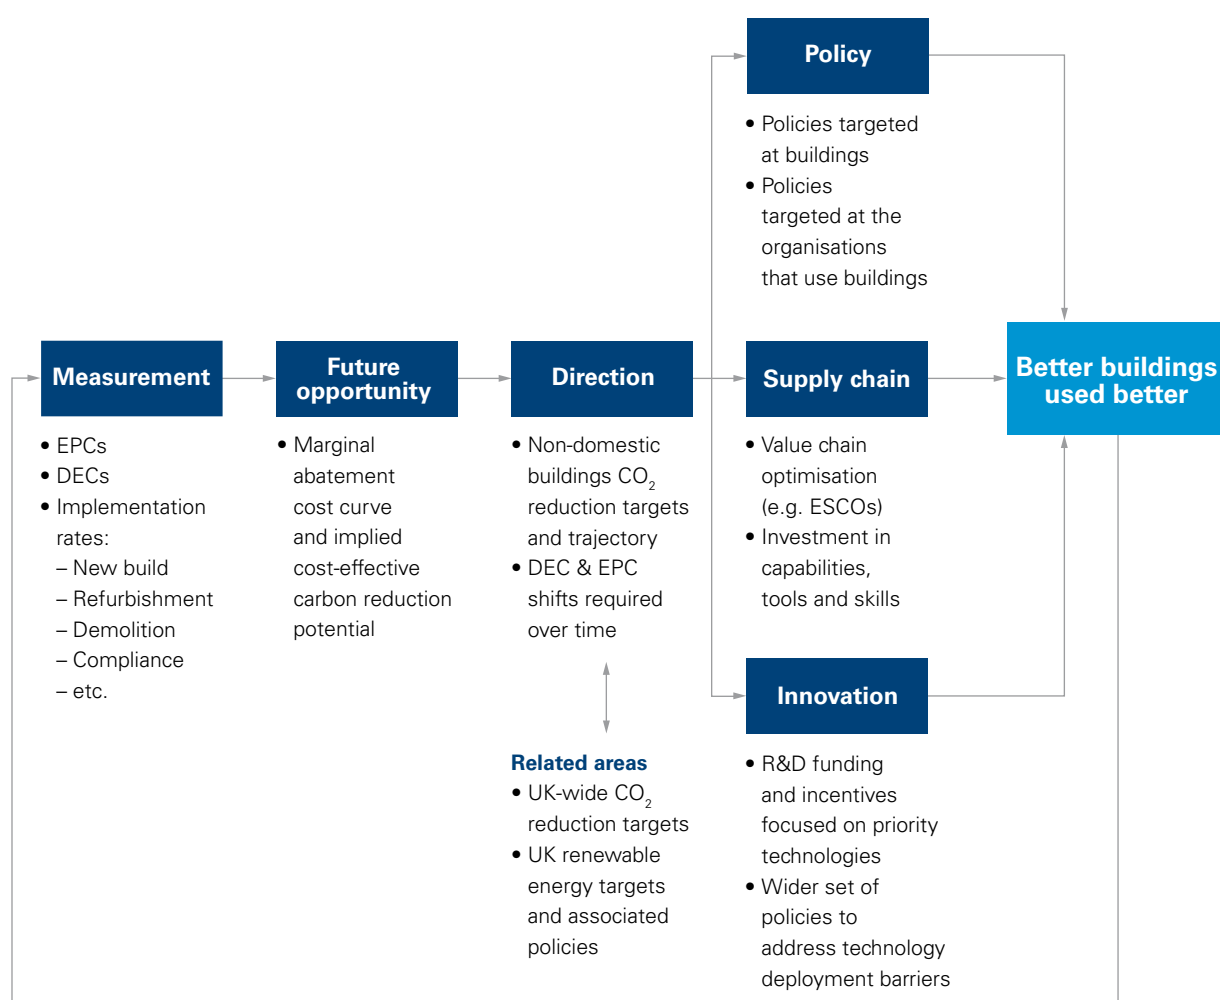 Policy
• Policies targeted
at buildings
• Policies
targeted at the
organisations
that use buildings
Measurement
• EPCs
• DECs
• Implementation
rates:
– New build
– Refurbishment
– Demolition
– Compliance
– etc.
Future
opportunity
• Marginal
abatement
cost curve
and implied
cost-effective
carbon reduction
potential
Direction
• Non-domestic
buildings CO₂
reduction targets
and trajectory
• DEC & EPC
shifts required
over time
Related areas
• UK-wide CO₂
reduction targets
• UK renewable
energy targets
and associated
policies
Supply chain
• Value chain
optimisation
(e.g. ESCOs)
• Investment in
capabilities,
tools and skills
Innovation
• R&D funding
and incentives
focused on priority
technologies
• Wider set of
policies to
address technology
deployment barriers
Better buildings
used better